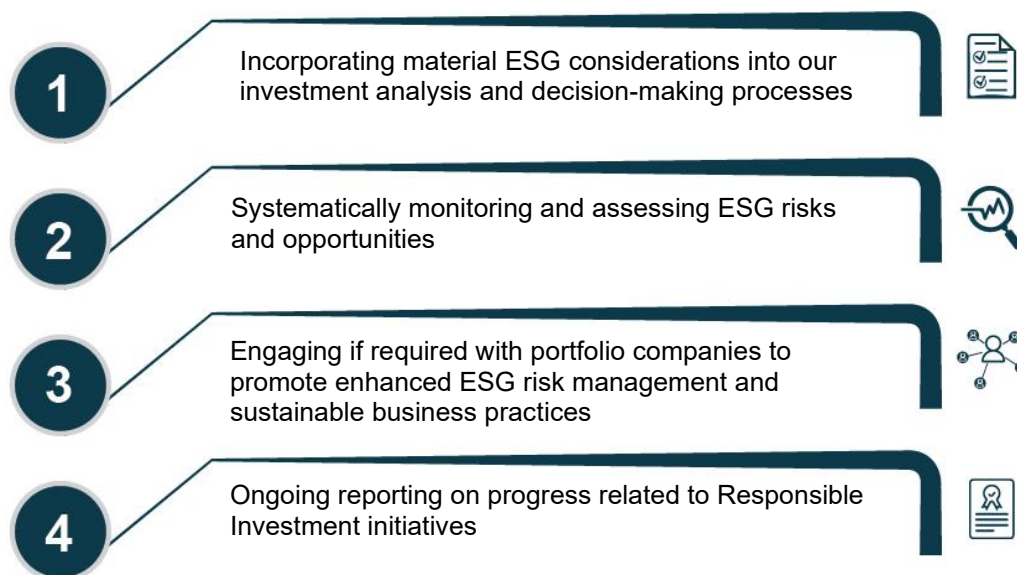 1
Incorporating material ESG considerations into our
investment analysis and decision-making processes
2
Systematically monitoring and assessing ESG risks
and opportunities
3
Engaging if required with portfolio companies to
promote enhanced ESG risk management and
sustainable business practices
4
Ongoing reporting on progress related to Responsible
Investment initiatives